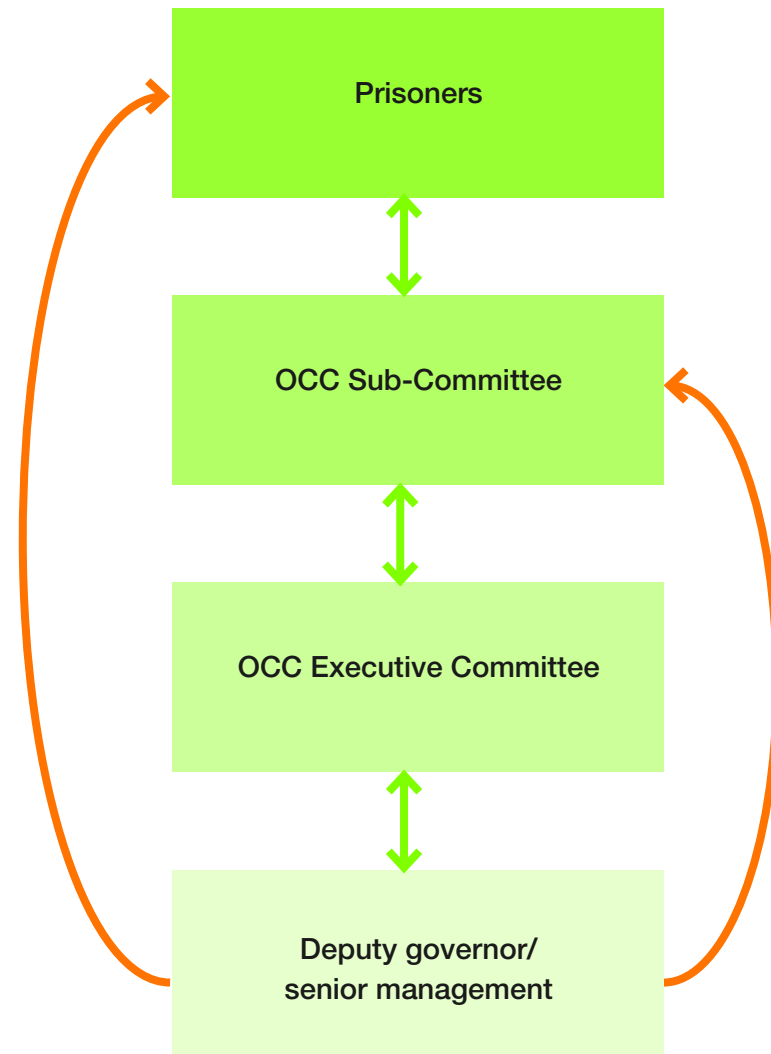 Prisoners
OCC Sub-Committee
OCC Executive Committee
Deputy governor/
senior management